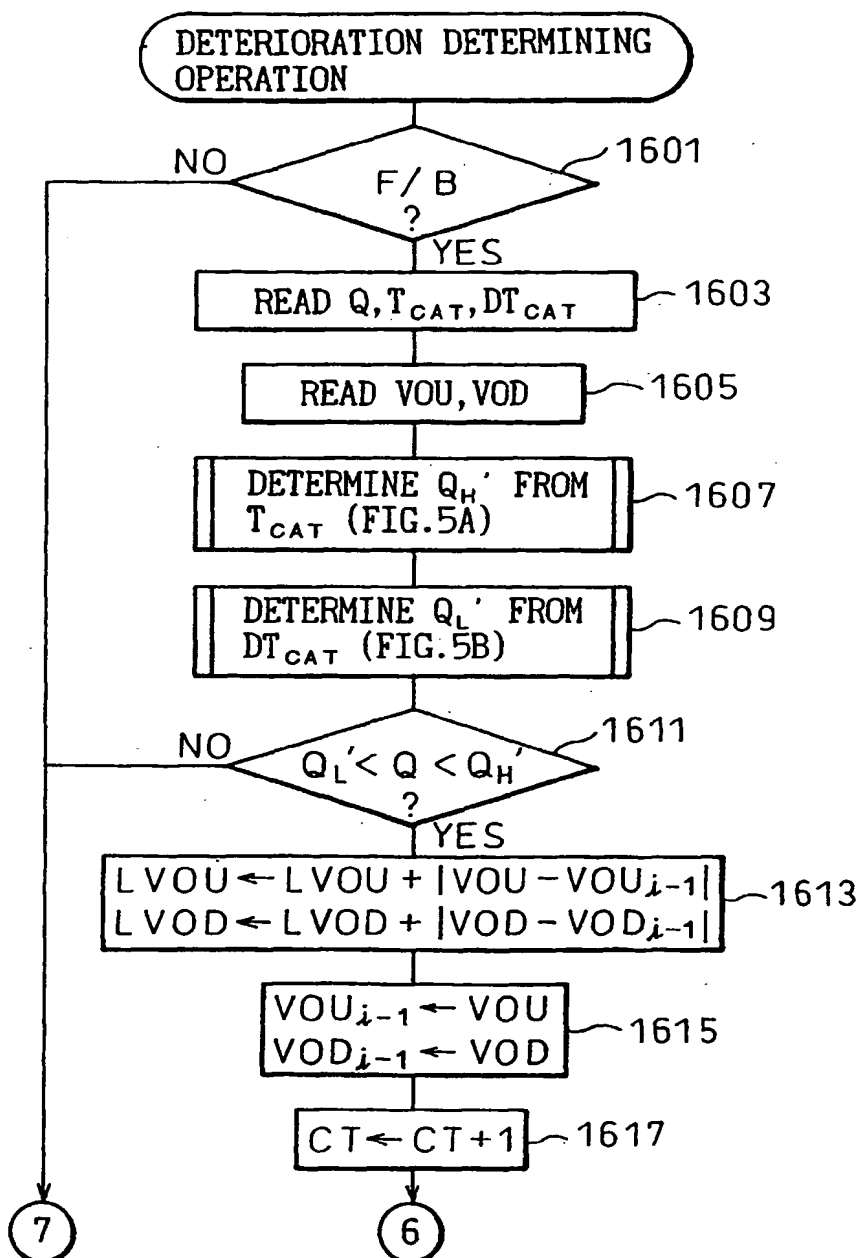 DETERIORATION DETERMINING
OPERATION
1601
NO
F/B
?
YES
READ Q, T_CAT, DT_CAT
1603
READ VOU, VOD
1605
DETERMINE Q_H' FROM
T_CAT (FIG.5A)
1607
DETERMINE Q_L' FROM
DT_CAT (FIG.5B)
1609
1611
NO
Q_L' < Q < Q_H'
?
YES
LVOU ← LVOU + |VOU − VOU_i−1|
LVOD ← LVOD + |VOD − VOD_i−1|
1613
VOU_i−1 ← VOU
VOD_i−1 ← VOD
1615
CT ← CT + 1
1617
7
6